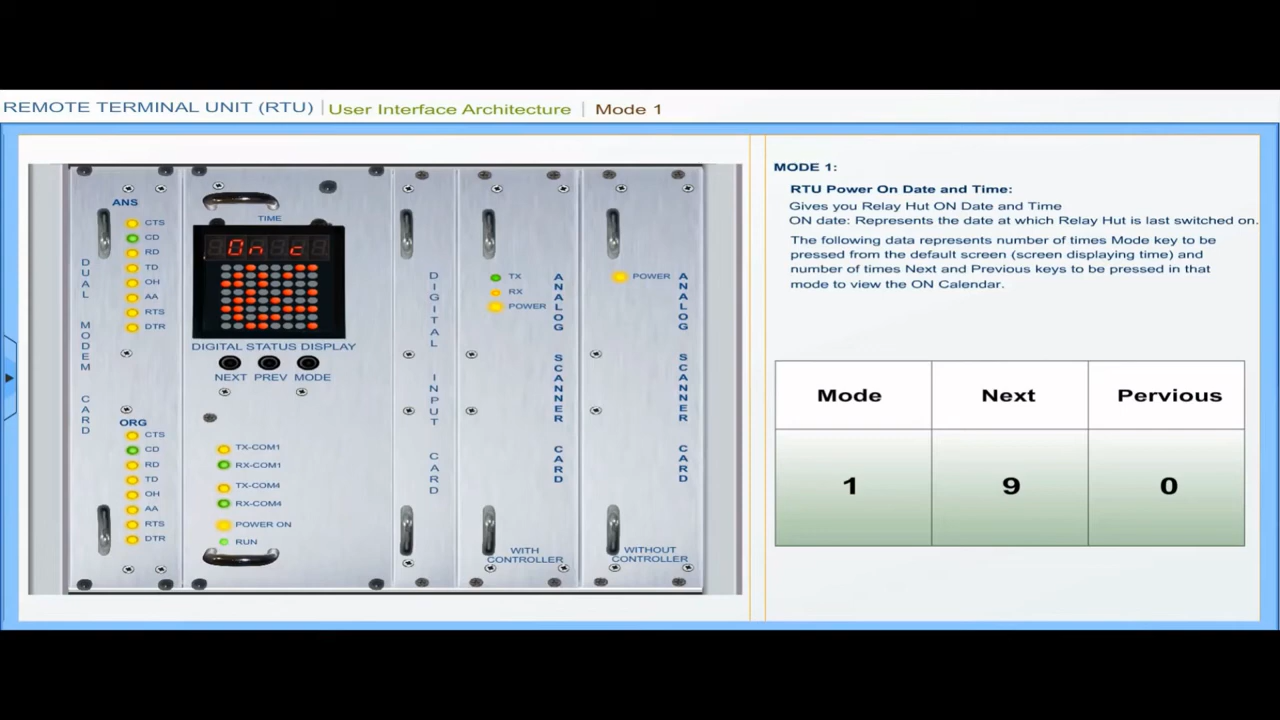 REMOTE TERMINAL UNIT (RTU) | User Interface Architecture | Mode 1
ANS
CTS
CD
RD
TD
OH
AA
RTS
DTR
DUAL MODEM CARD
ORG
CTS
CD
RD
TD
OH
AA
RTS
DTR
TIME
On c
DIGITAL STATUS DISPLAY
NEXT PREV MODE
TX-COM1
RX-COM1
TX-COM4
RX-COM4
POWER ON
RUN
DIGITAL INPUT CARD
TX
RX
POWER
ANALOG SCANNER CARD
WITH
CONTROLLER
POWER
ANALOG SCANNER CARD
WITHOUT
CONTROLLER
MODE 1:
RTU Power On Date and Time:
Gives you Relay Hut ON Date and Time
ON date: Represents the date at which Relay Hut is last switched on.
The following data represents number of times Mode key to be
pressed from the default screen (screen displaying time) and
number of times Next and Previous keys to be pressed in that
mode to view the ON Calendar.
Mode Next Pervious
1 9 0